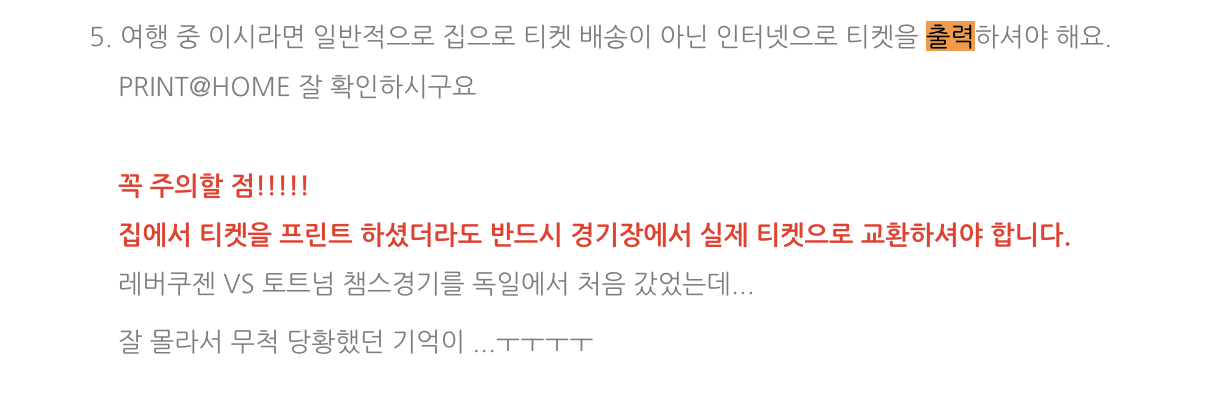 5. 여행 중 이시라면 일반적으로 집으로 티켓 배송이 아닌 인터넷으로 티켓을 출력하셔야 해요.
PRINT@HOME 잘 확인하시구요
꼭 주의할 점!!!!!
집에서 티켓을 프린트 하셨더라도 반드시 경기장에서 실제 티켓으로 교환하셔야 합니다.
레버쿠젠 VS 토트넘 챔스경기를 독일에서 처음 갔었는데...
잘 몰라서 무척 당황했던 기억이 ...ㅜㅜㅜㅜ